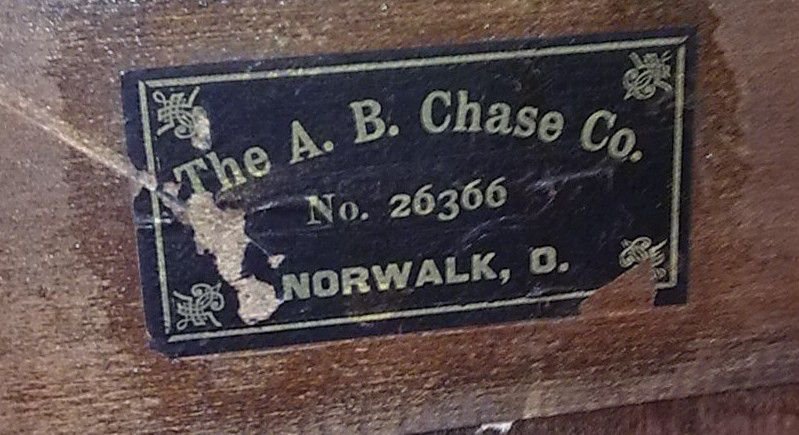 The A. B. Chase Co.
No. 26366
NORWALK, O.